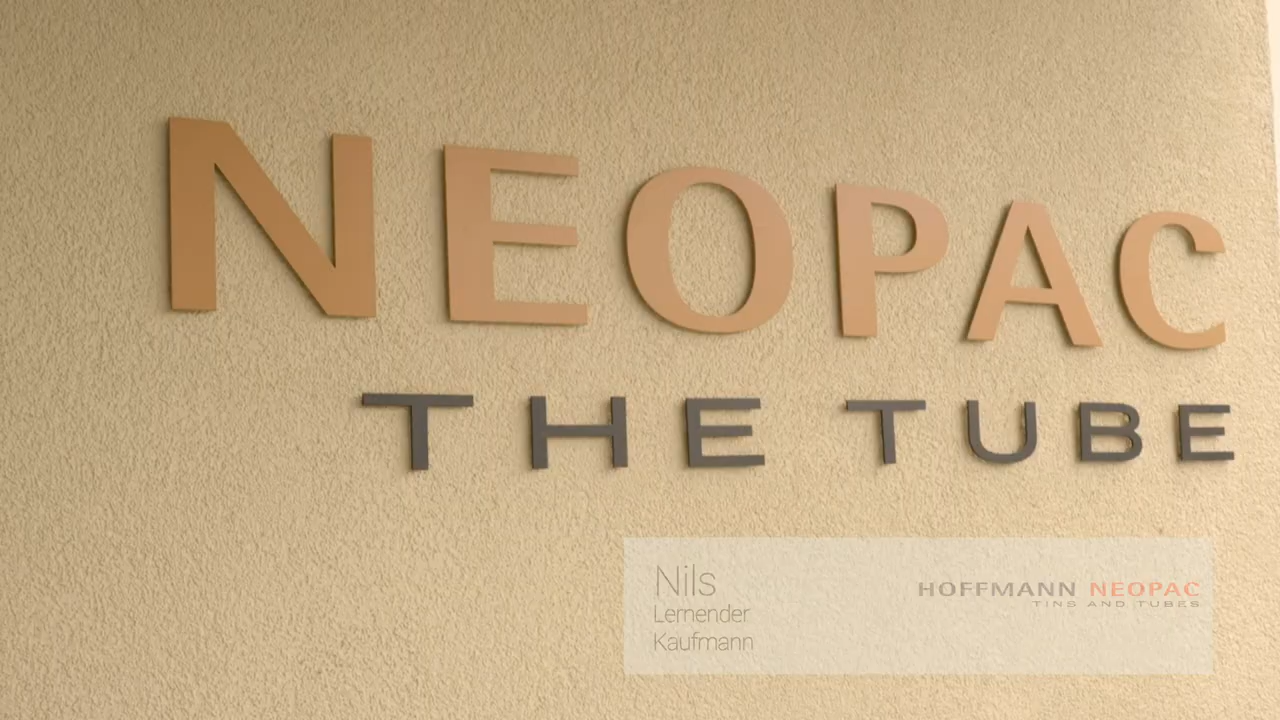 NEOPAC
THE TUBE
Nils
Lernender
Kaufmann
HOFFMANN NEOPAC
TINS AND TUBES